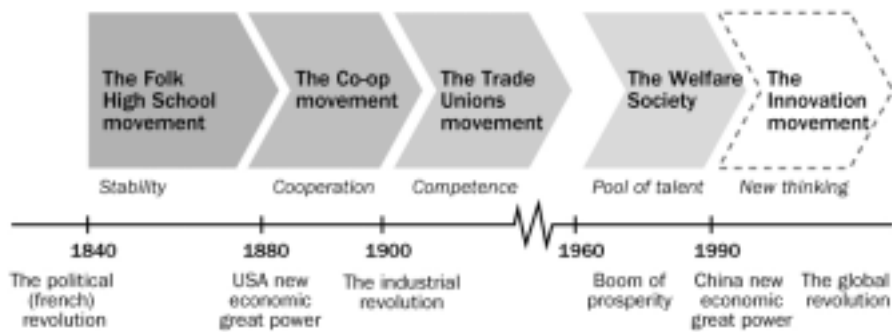 The Folk
High School
movement
The Co-op
movement
The Trade
Unions
movement
The Welfare
Society
The
Innovation
movement
Stability
Cooperation
Competence
Pool of talent
New thinking
1840
1880
1900
1960
1990
The political
(french)
revolution
USA new
economic
great power
The industrial
revolution
Boom of
prosperity
China new
economic
great power
The global
revolution